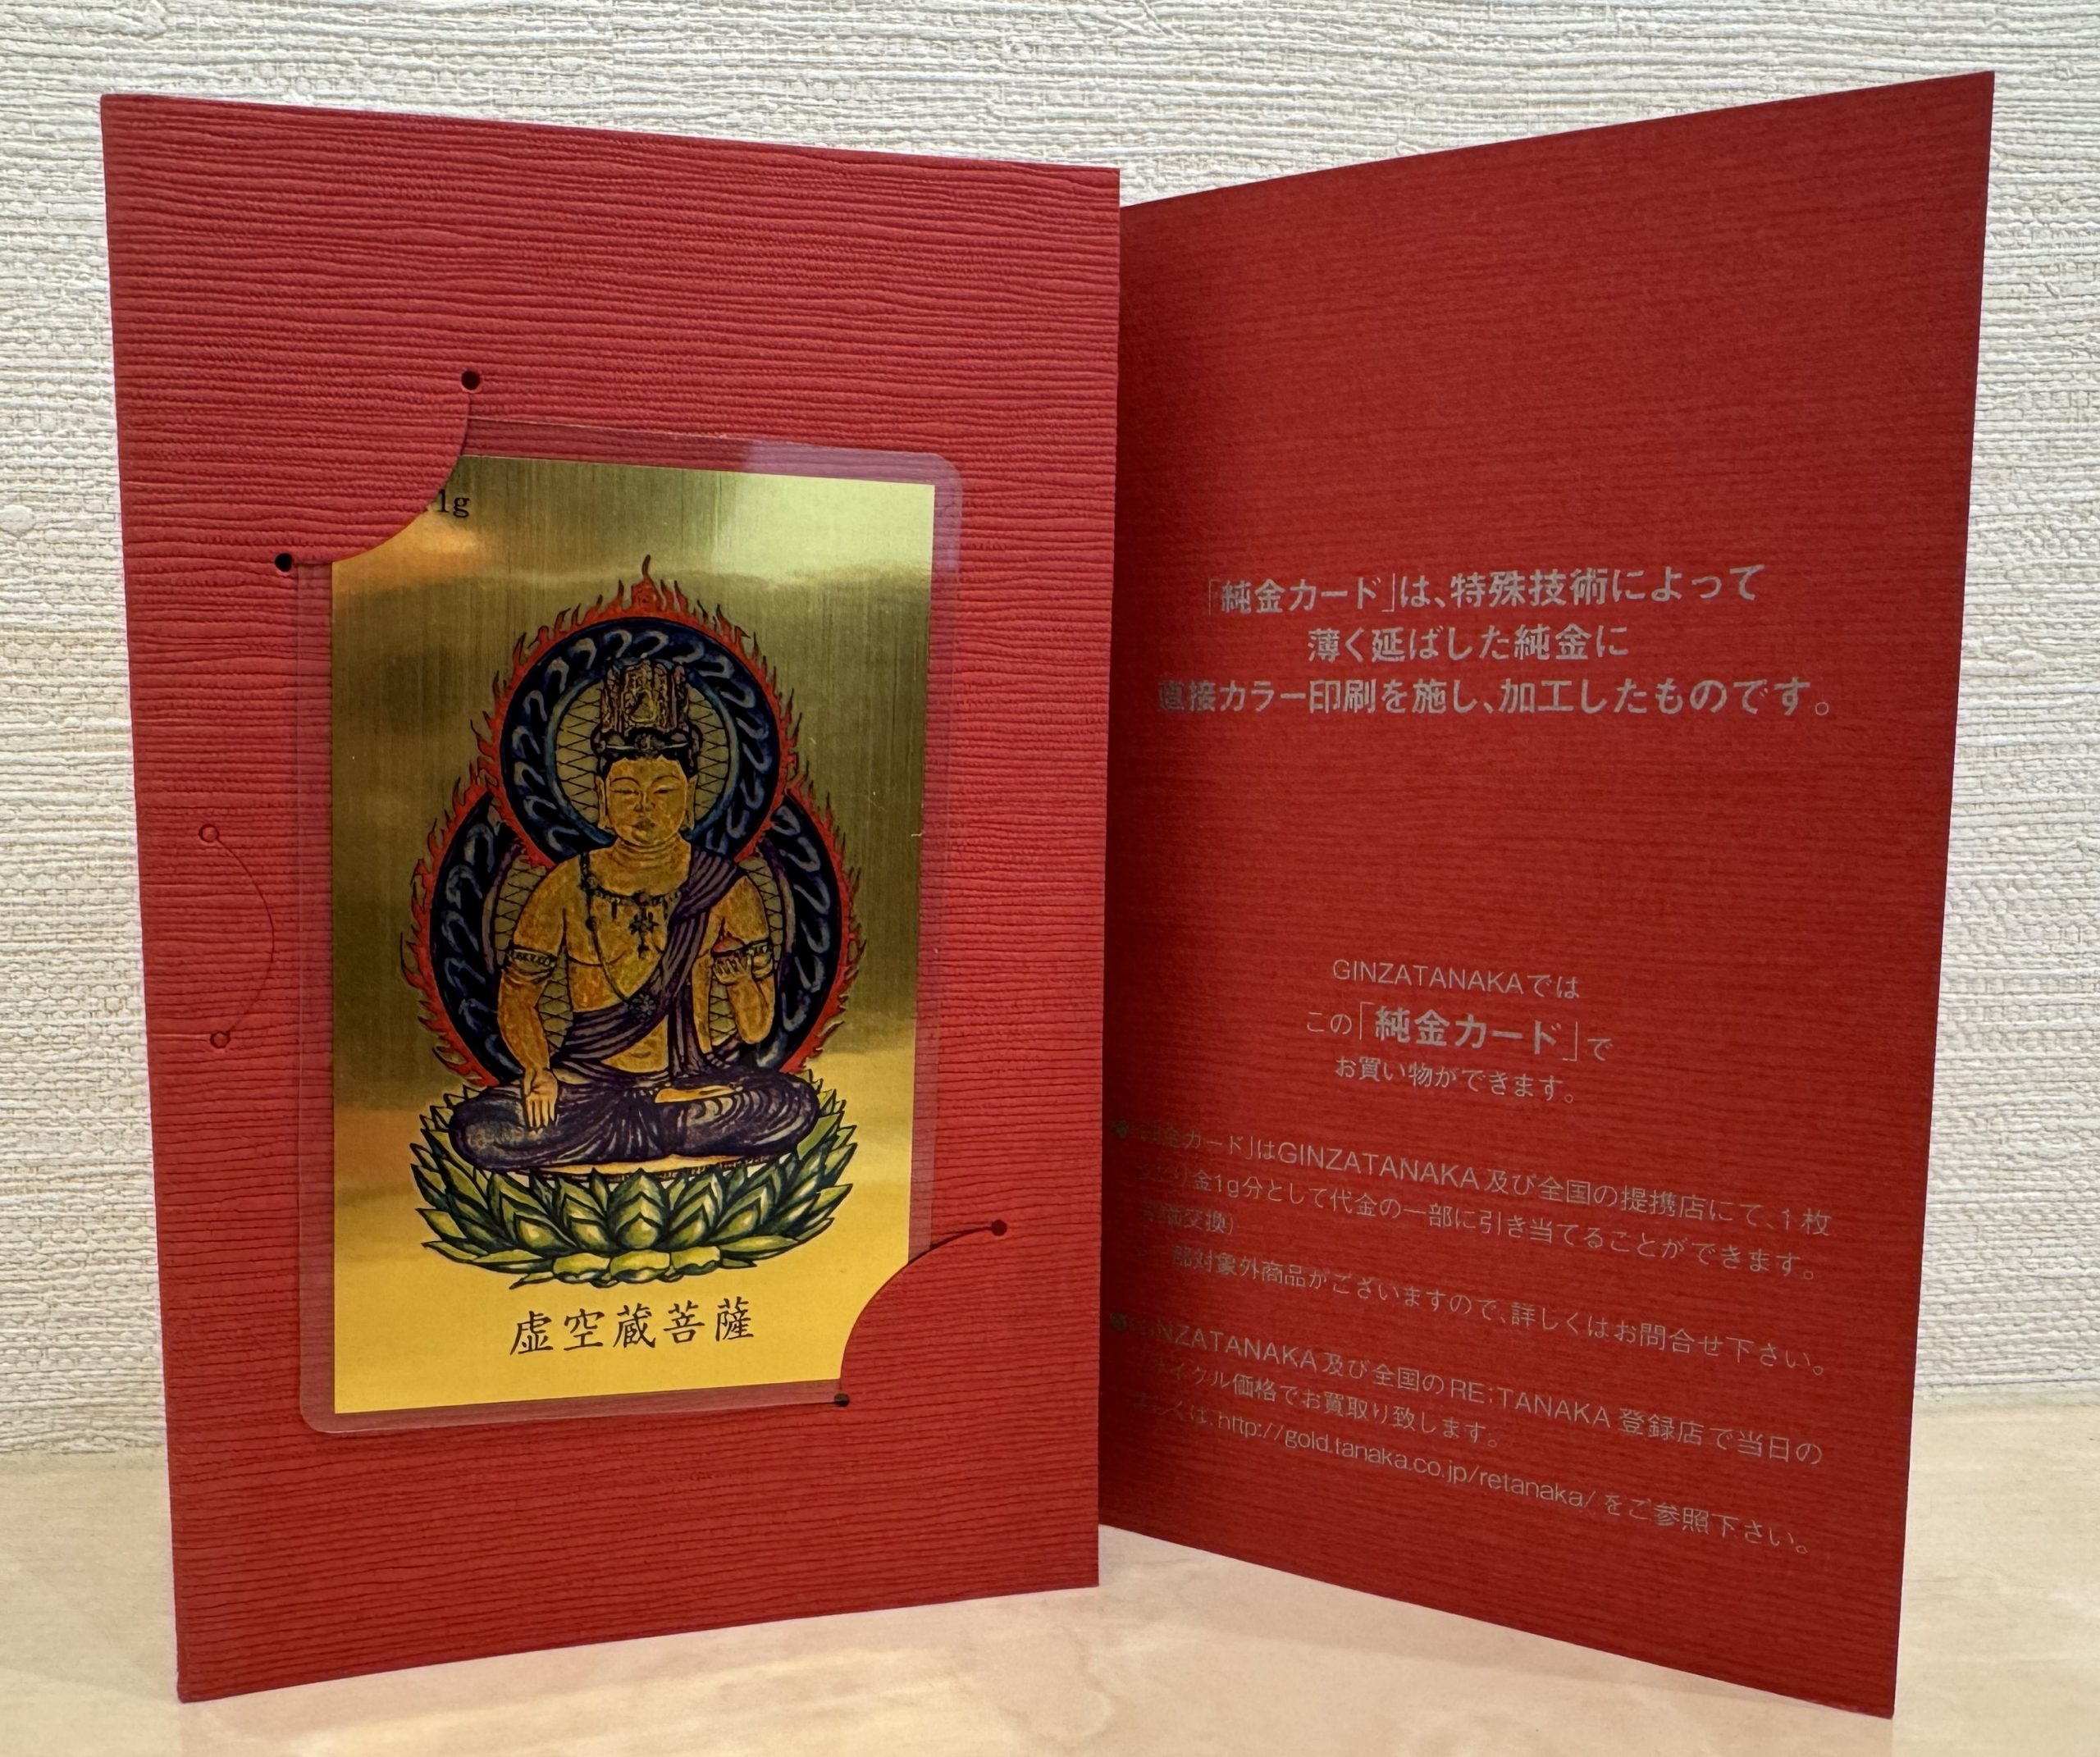 1g
虚空蔵菩薩
「純金カード」は、特殊技術によって
薄く延ばした純金に
直接カラー印刷を施し、加工したものです。
GINZATANAKAでは
この「純金カード」で
お買い物ができます。
カード」はGINZATANAKA及び全国の提携店にて、1枚
金1g分として代金の一部に引き当てることができます。
交換)
一部対象外商品がございますので、詳しくはお問合せ下さい。
●GINZATANAKA及び全国のRE:TANAKA登録店で当日の
リサイクル価格でお買取り致します。
くは、http://gold.tanaka.co.jp/retanaka/をご参照下さい。